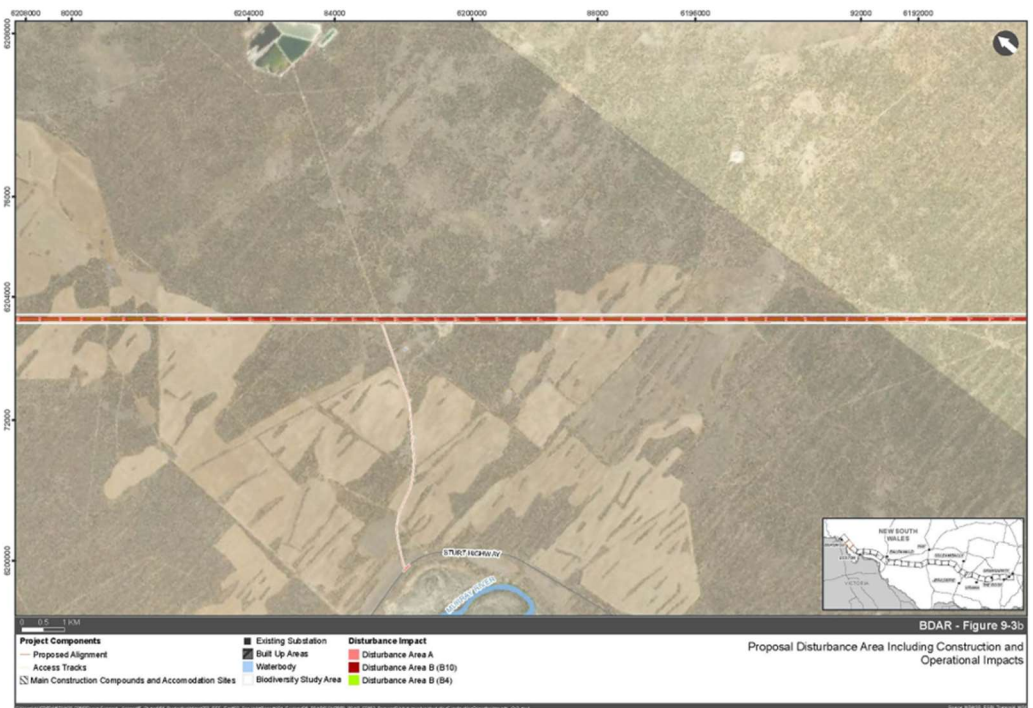 6208000 80000 6204000 84000 6200000 88000 6196000 92000 6192000
6208000
76000
6204000
72000
6200000
STURT HIGHWAY
MURRAY RIVER
NEW SOUTH
WALES
VICTORIA
0 0.5 1 KM
BDAR - Figure 9-3b
Proposal Disturbance Area Including Construction and
Operational Impacts
Project Components
Proposed Alignment
Access Tracks
Main Construction Compounds and Accomodation Sites
Existing Substation
Built Up Areas
Waterbody
Biodiversity Study Area
Disturbance Impact
Disturbance Area A
Disturbance Area B (B10)
Disturbance Area B (B4)